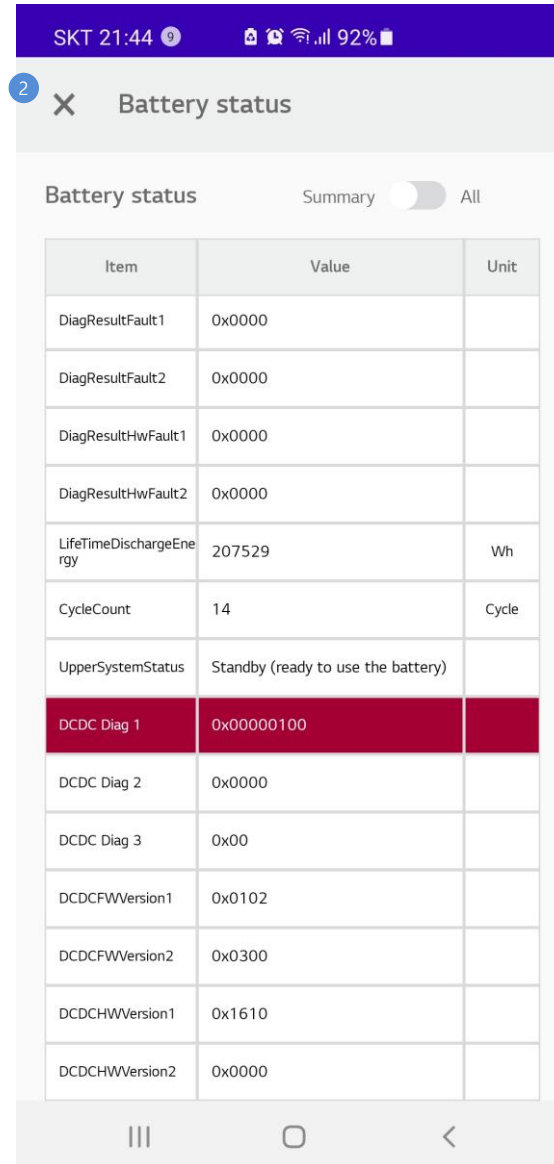 SKT 21:44 9 92%
2
Battery status
Battery status Summary All
Item Value Unit
DiagResultFault1 0x0000
DiagResultFault2 0x0000
DiagResultHwFault1 0x0000
DiagResultHwFault2 0x0000
LifeTimeDischargeEne
rgy 207529 Wh
CycleCount 14 Cycle
UpperSystemStatus Standby (ready to use the battery)
DCDC Diag 1 0x00000100
DCDC Diag 2 0x0000
DCDC Diag 3 0x00
DCDCFWVersion1 0x0102
DCDCFWVersion2 0x0300
DCDCHWVersion1 0x1610
DCDCHWVersion2 0x0000